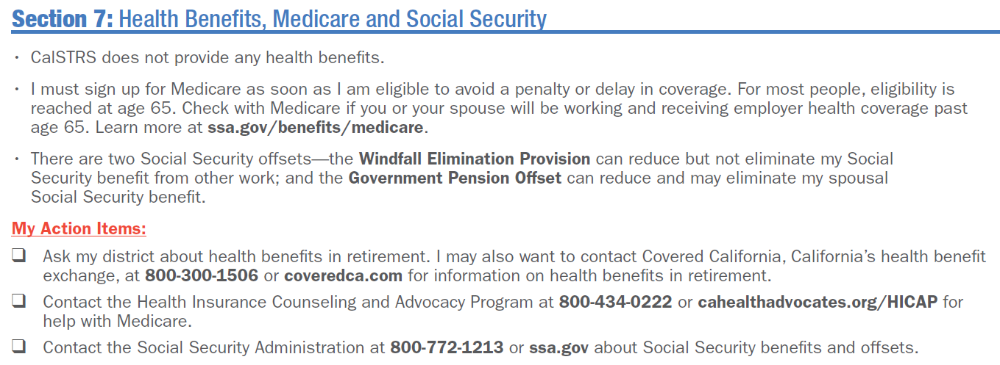 Section 7: Health Benefits, Medicare and Social Security
• CalSTRS does not provide any health benefits.
• I must sign up for Medicare as soon as I am eligible to avoid a penalty or delay in coverage. For most people, eligibility is
reached at age 65. Check with Medicare if you or your spouse will be working and receiving employer health coverage past
age 65. Learn more at ssa.gov/benefits/medicare.
• There are two Social Security offsets—the Windfall Elimination Provision can reduce but not eliminate my Social
Security benefit from other work; and the Government Pension Offset can reduce and may eliminate my spousal
Social Security benefit.
My Action Items:
❑ Ask my district about health benefits in retirement. I may also want to contact Covered California, California’s health benefit
exchange, at 800-300-1506 or coveredca.com for information on health benefits in retirement.
❑ Contact the Health Insurance Counseling and Advocacy Program at 800-434-0222 or cahealthadvocates.org/HICAP for
help with Medicare.
❑ Contact the Social Security Administration at 800-772-1213 or ssa.gov about Social Security benefits and offsets.